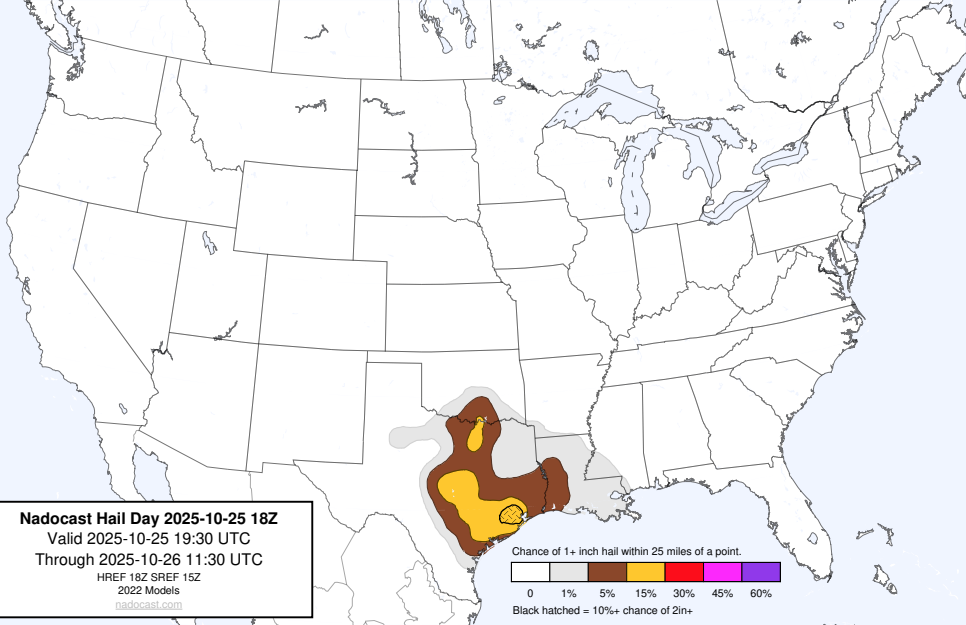 Nadocast Hail Day 2025-10-25 18Z
Valid 2025-10-25 19:30 UTC
Through 2025-10-26 11:30 UTC
HREF 18Z SREF 15Z
2022 Models
nadocast.com
Chance of 1+ inch hail within 25 miles of a point.
0 1% 5% 15% 30% 45% 60%
Black hatched = 10%+ chance of 2in+